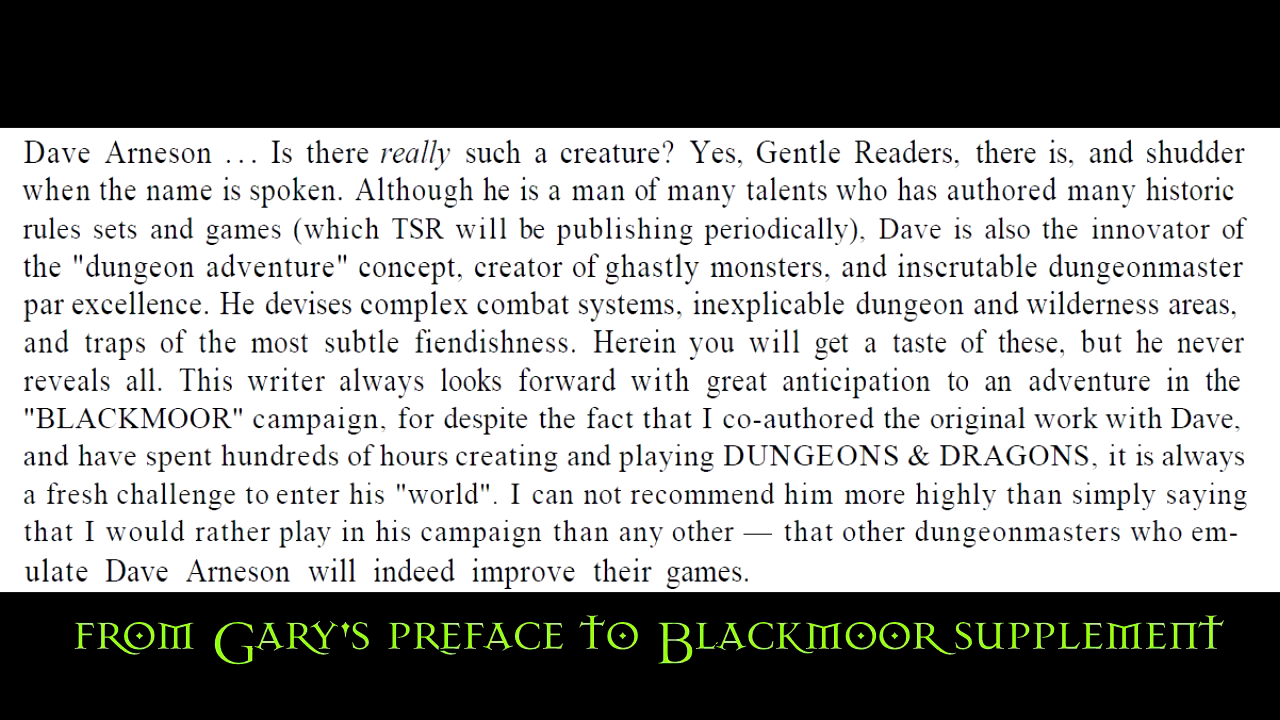 Dave Arneson ... Is there really such a creature? Yes, Gentle Readers, there is, and shudder
when the name is spoken. Although he is a man of many talents who has authored many historic
rules sets and games (which TSR will be publishing periodically), Dave is also the innovator of
the "dungeon adventure" concept, creator of ghastly monsters, and inscrutable dungeonmaster
par excellence. He devises complex combat systems, inexplicable dungeon and wilderness areas,
and traps of the most subtle fiendishness. Herein you will get a taste of these, but he never
reveals all. This writer always looks forward with great anticipation to an adventure in the
"BLACKMOOR" campaign, for despite the fact that I co-authored the original work with Dave,
and have spent hundreds of hours creating and playing DUNGEONS & DRAGONS, it is always
a fresh challenge to enter his "world". I can not recommend him more highly than simply saying
that I would rather play in his campaign than any other — that other dungeonmasters who em-
ulate Dave Arneson will indeed improve their games.
from Gary's preface to Blackmoor supplement